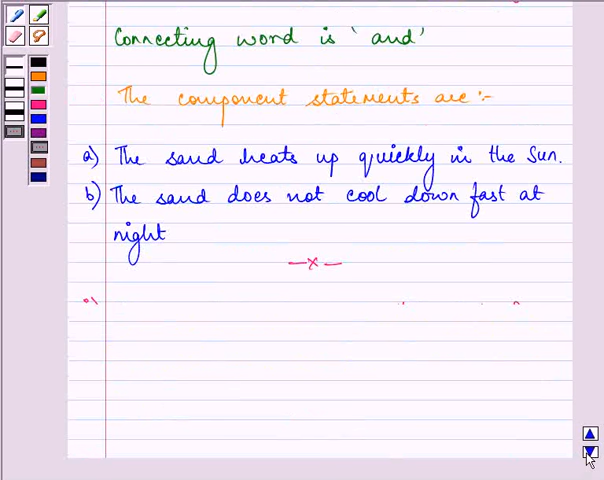 Connecting word is ' and'
The component statements are :-
a) The sand heats up quickly in the Sun.
b) The sand does not cool down fast at
night
—x—